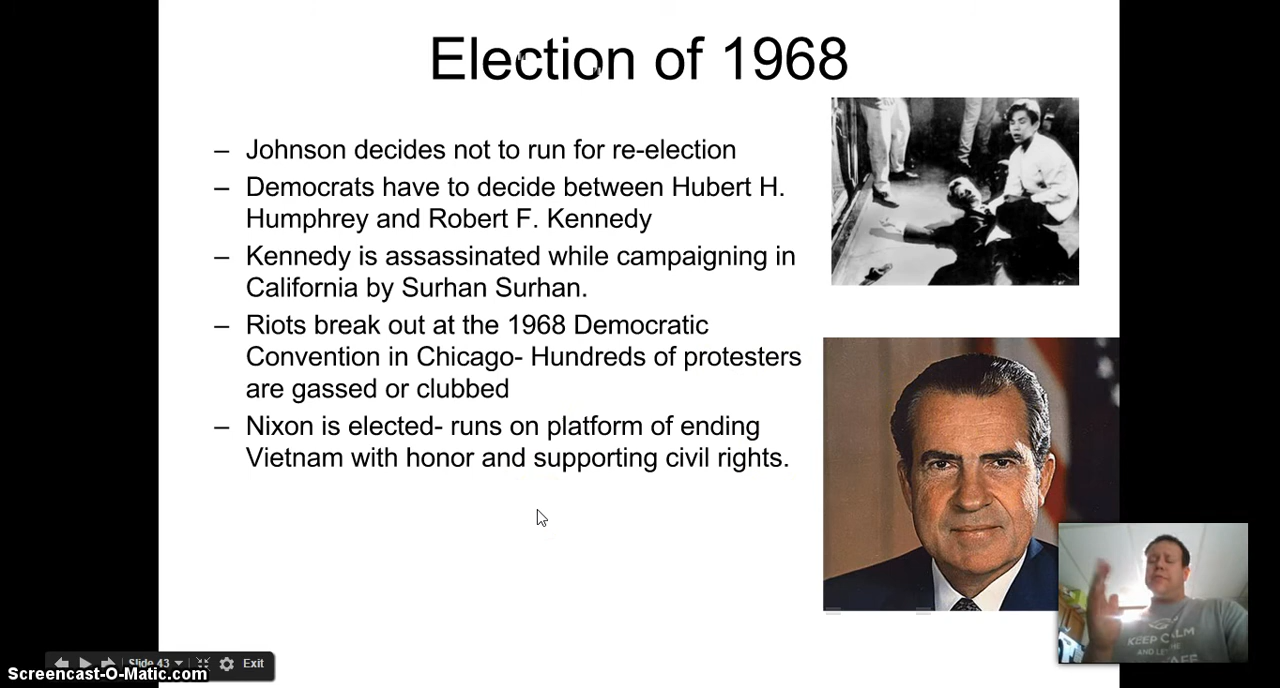 Election of 1968
– Johnson decides not to run for re-election
– Democrats have to decide between Hubert H.
Humphrey and Robert F. Kennedy
– Kennedy is assassinated while campaigning in
California by Surhan Surhan.
– Riots break out at the 1968 Democratic
Convention in Chicago- Hundreds of protesters
are gassed or clubbed
– Nixon is elected- runs on platform of ending
Vietnam with honor and supporting civil rights.
KEEP CALM
AND LET
Slide 43
Exit
Screencast-O-Matic.com